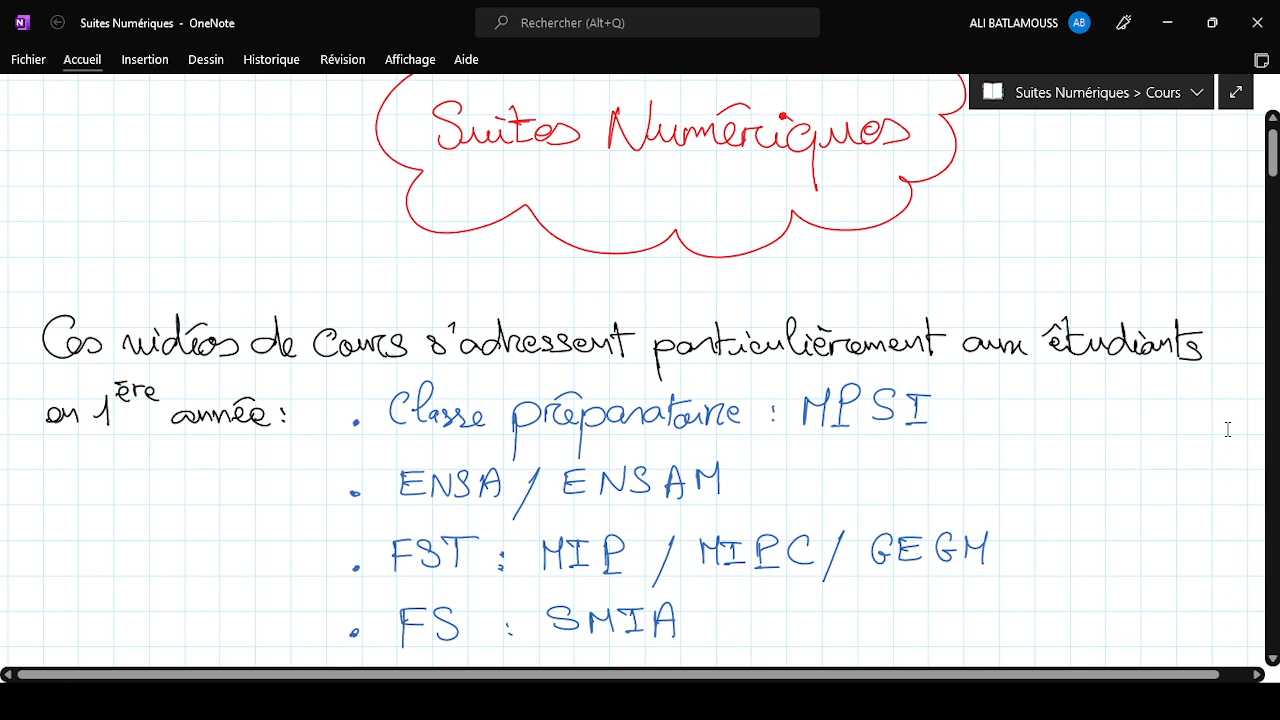 Suites Numériques - OneNote
Rechercher (Alt+Q)
ALI BATLAMOUSS AB
Fichier Accueil Insertion Dessin Historique Révision Affichage Aide
Suites Numériques > Cours
Suites Numériques
Ces vidéos de Cours s'adressent particulièrement aux étudiants
en 1ère année :
. Classe préparatoire : MPSI
. ENSA / ENSAM
. FST : MIP / MIPC / GEGM
. FS : SMIA